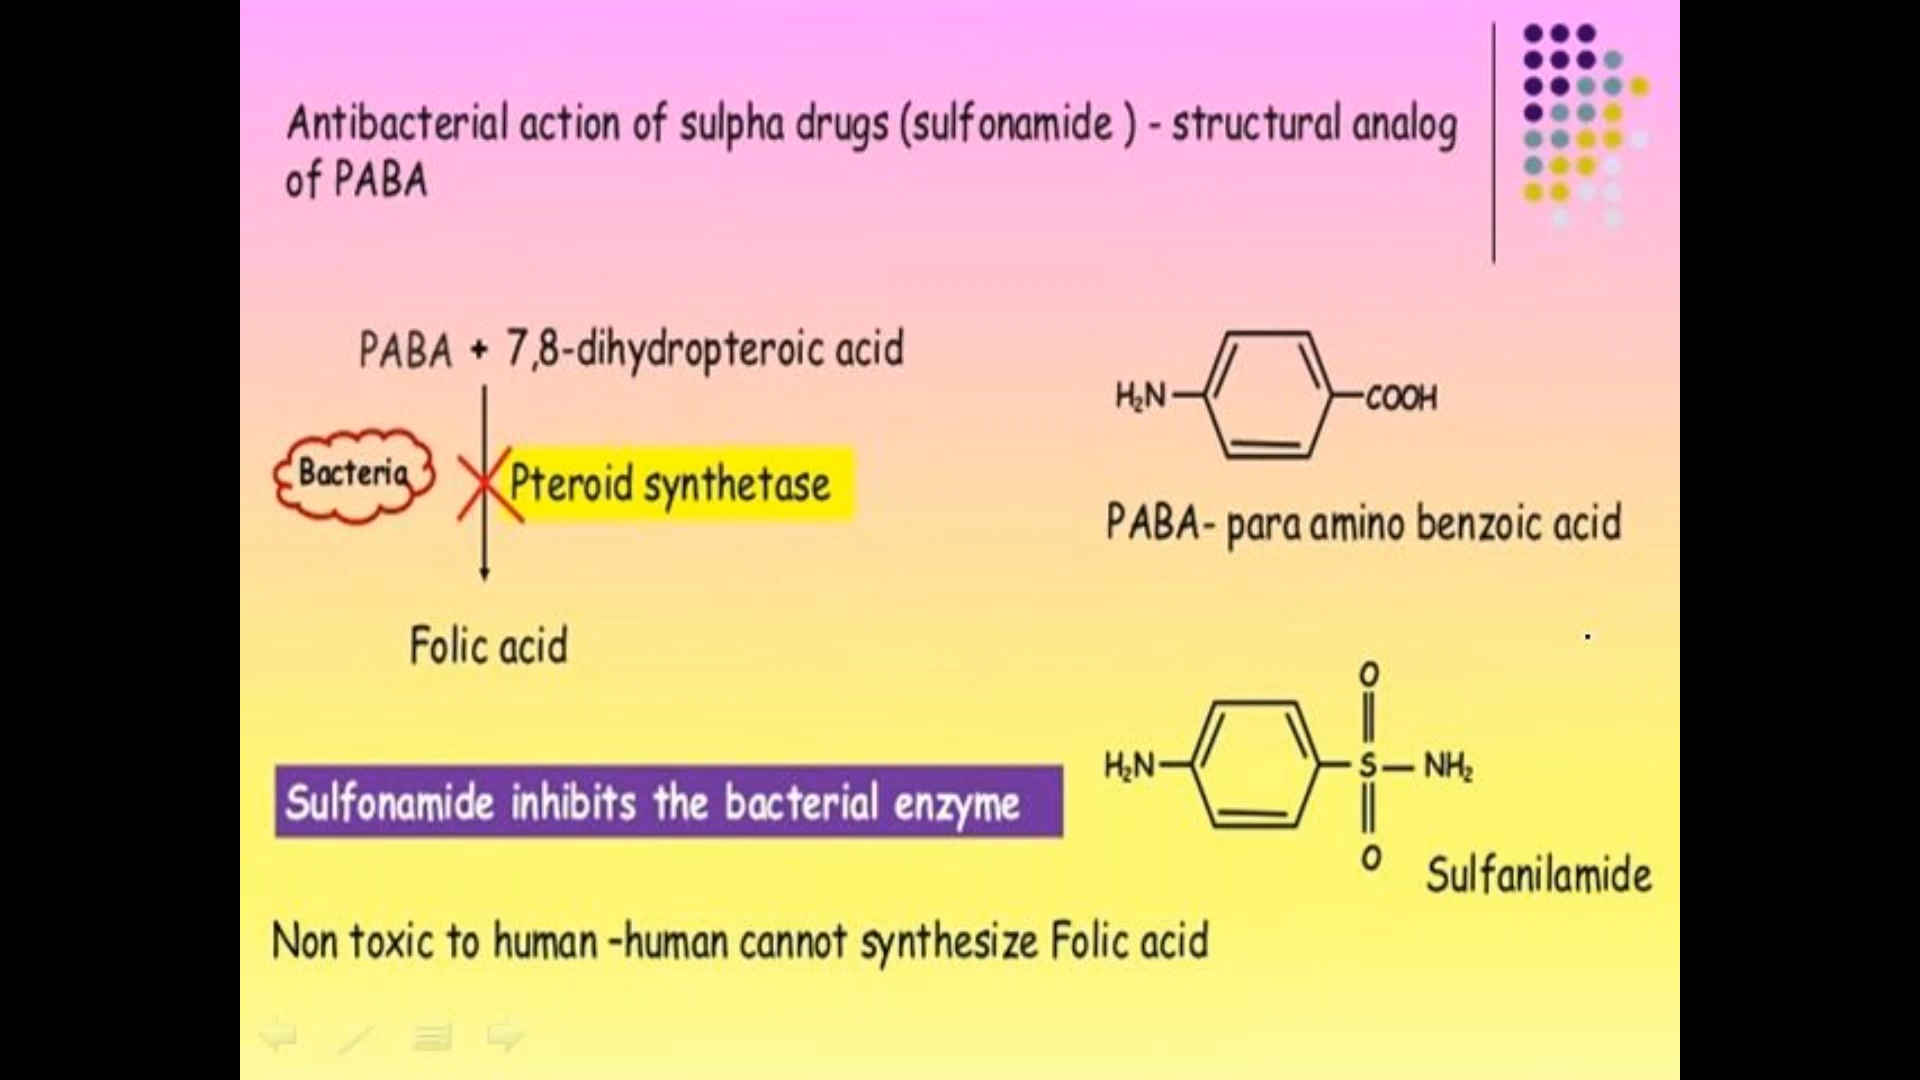 Antibacterial action of sulpha drugs (sulfonamide ) - structural analog
of PABA
PABA + 7,8-dihydropteroic acid
Bacteria
Pteroid synthetase
Folic acid
H₂N
COOH
PABA- para amino benzoic acid
O
H₂N
S
NH₂
O
Sulfanilamide
Sulfonamide inhibits the bacterial enzyme
Non toxic to human -human cannot synthesize Folic acid